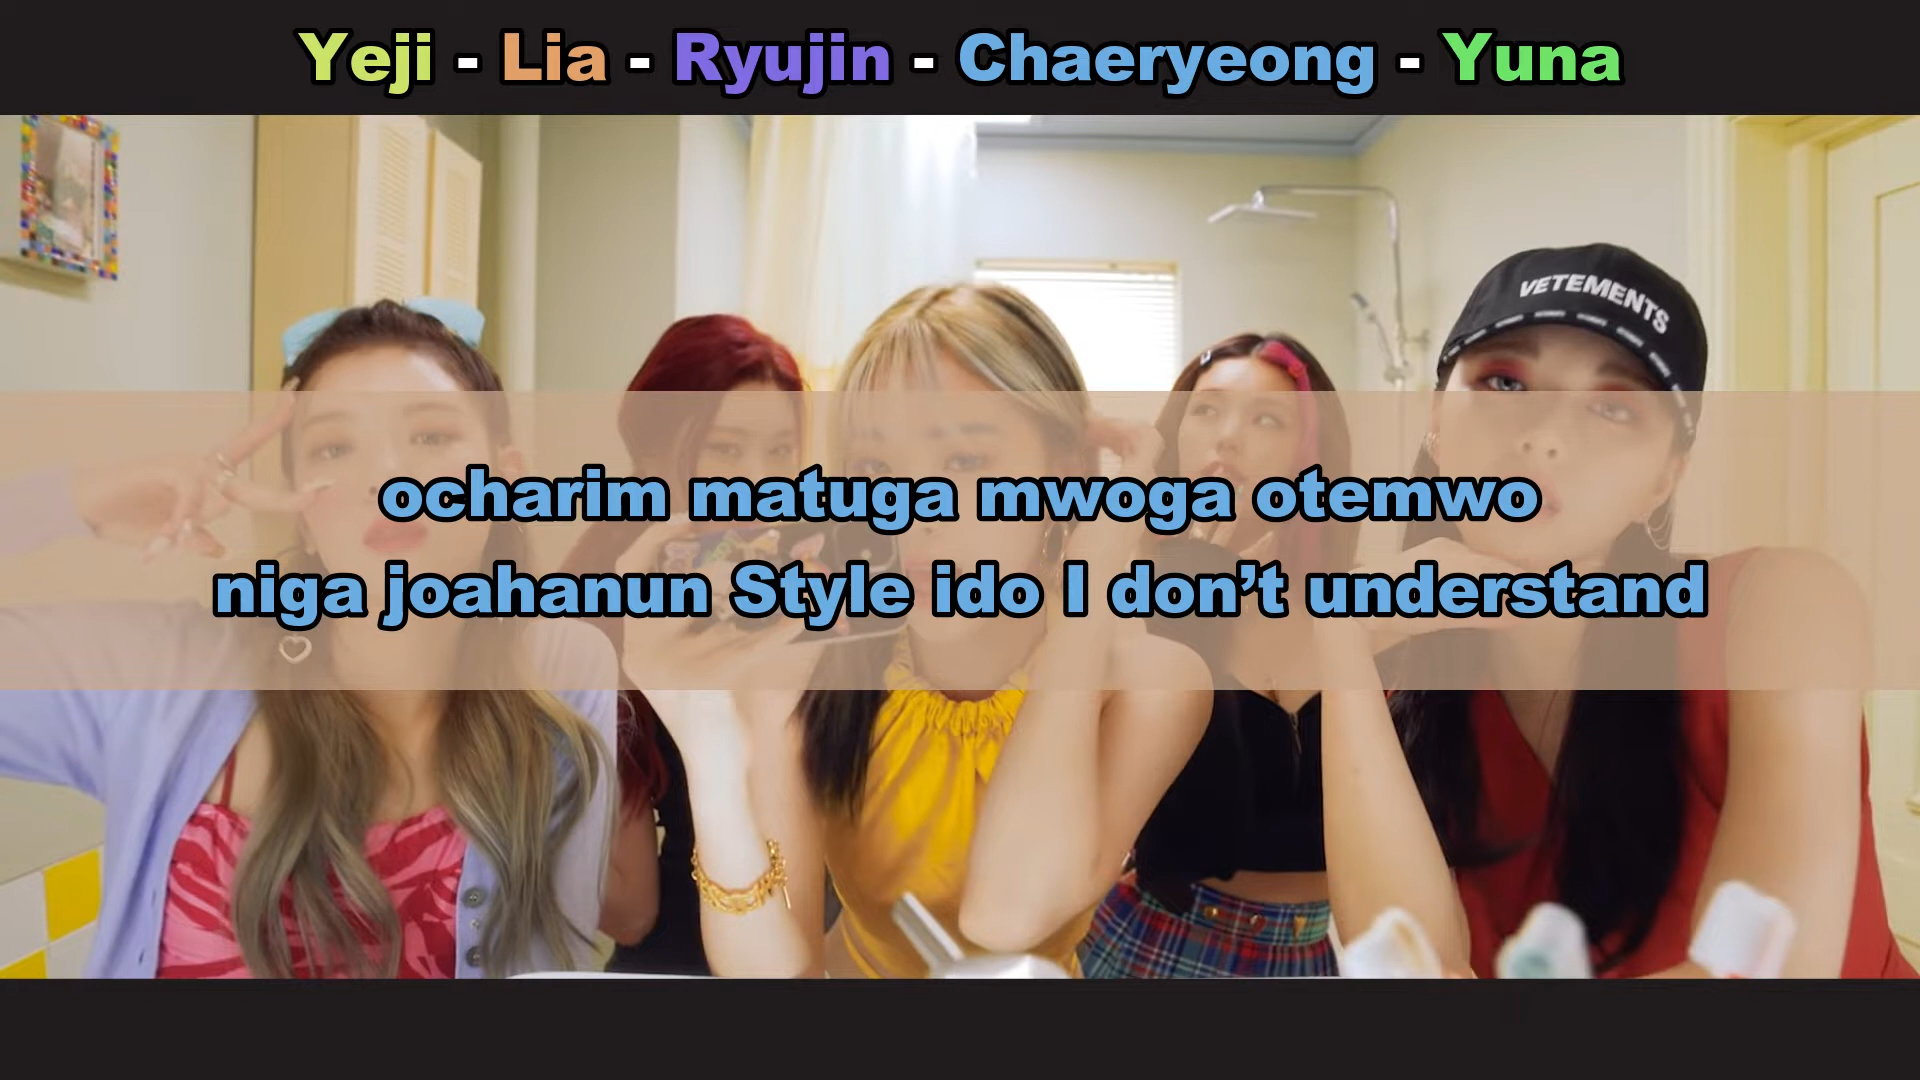 Yeji - Lia - Ryujin - Chaeryeong - Yuna
VETEMENTS
ocharim matuga mwoga otemwo
niga joahanun Style ido I don’t understand